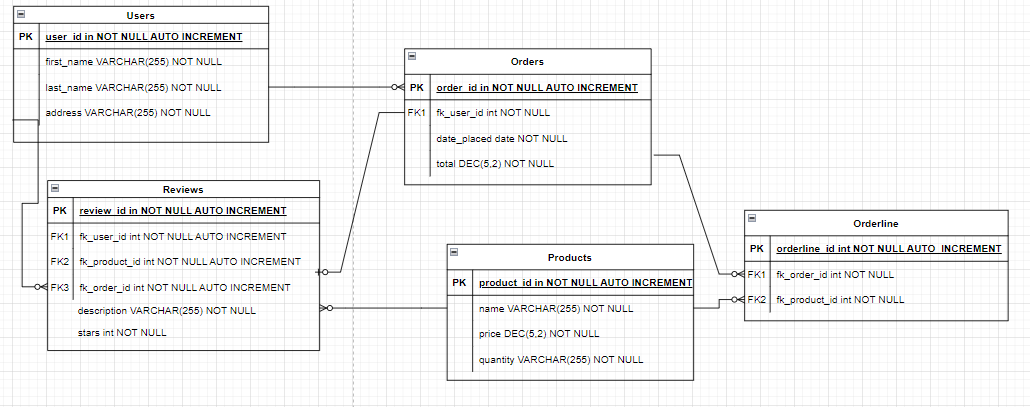 Users
PK user_id in NOT NULL AUTO INCREMENT
first_name VARCHAR(255) NOT NULL
last_name VARCHAR(255) NOT NULL
address VARCHAR(255) NOT NULL
Orders
PK order_id in NOT NULL AUTO INCREMENT
FK1 fk_user_id int NOT NULL
date_placed date NOT NULL
total DEC(5,2) NOT NULL
Reviews
PK review_id in NOT NULL AUTO INCREMENT
FK1 fk_user_id int NOT NULL AUTO INCREMENT
FK2 fk_product_id int NOT NULL AUTO INCREMENT
FK3 fk_order_id int NOT NULL AUTO INCREMENT
description VARCHAR(255) NOT NULL
stars int NOT NULL
Products
PK product_id in NOT NULL AUTO INCREMENT
name VARCHAR(255) NOT NULL
price DEC(5,2) NOT NULL
quantity VARCHAR(255) NOT NULL
Orderline
PK orderline_id int NOT NULL AUTO INCREMENT
FK1 fk_order_id int NOT NULL
FK2 fk_product_id int NOT NULL